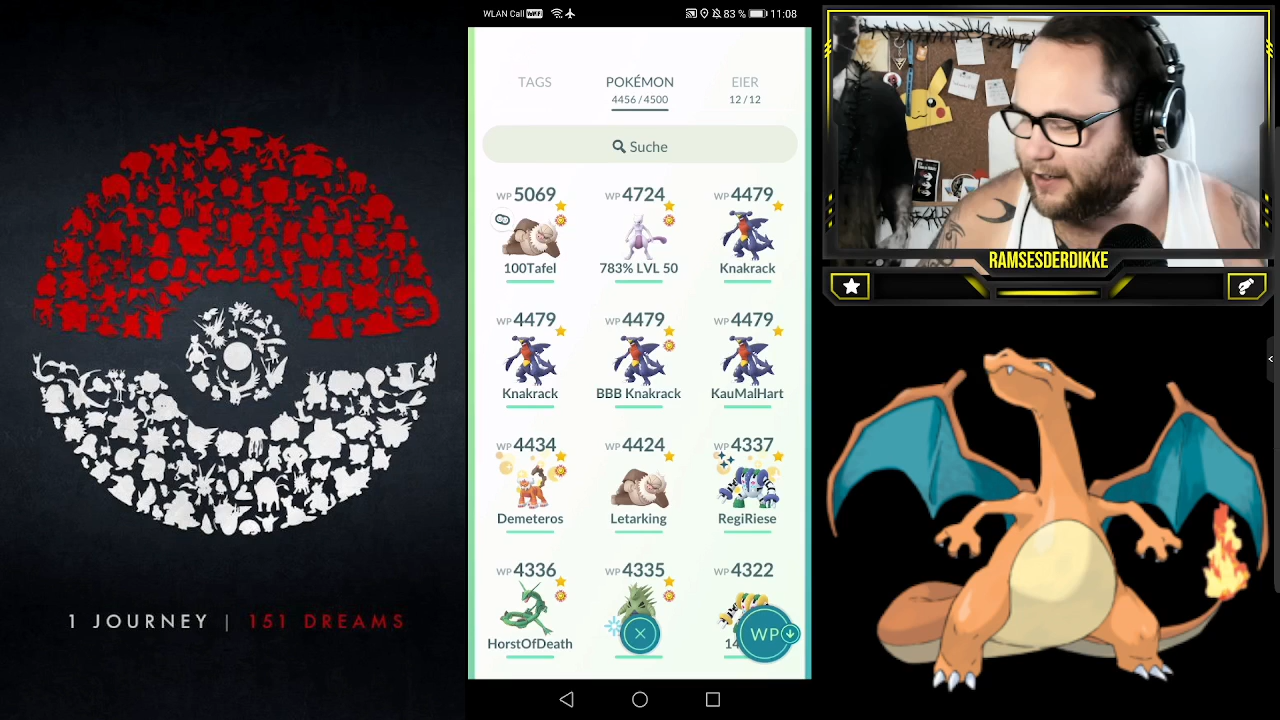 WLAN Call
83 %
11:08
TAGS
POKÉMON
EIER
4456 / 4500
12 / 12
Suche
WP 5069
WP 4724
WP 4479
100Tafel
783% LVL 50
Knakrack
WP 4479
WP 4479
WP 4479
Knakrack
BBB Knakrack
KauMalHart
WP 4434
WP 4424
WP 4337
Demeteros
Letarking
RegiRiese
WP 4336
WP 4335
WP 4322
HorstOfDeath
WP
RAMSESDERDIKKE
1 JOURNEY | 151 DREAMS